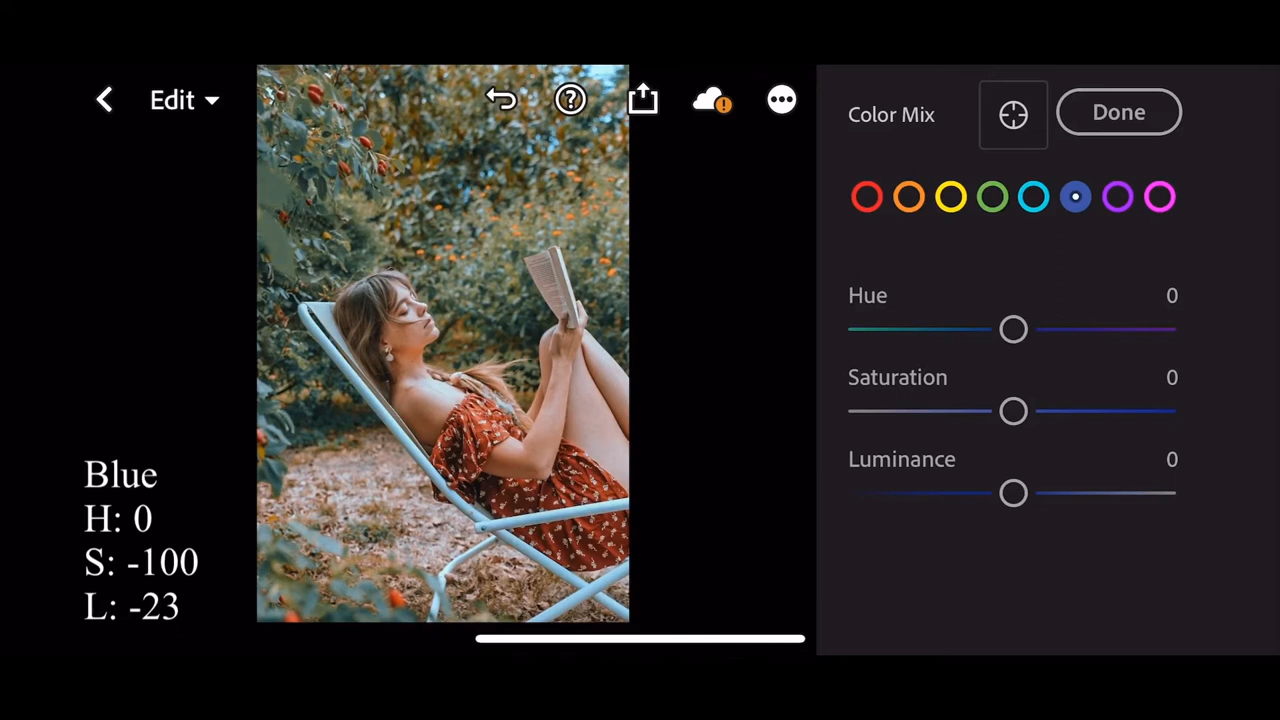 Edit
Color Mix
Done
Hue 0
Saturation 0
Luminance 0
Blue
H: 0
S: -100
L: -23